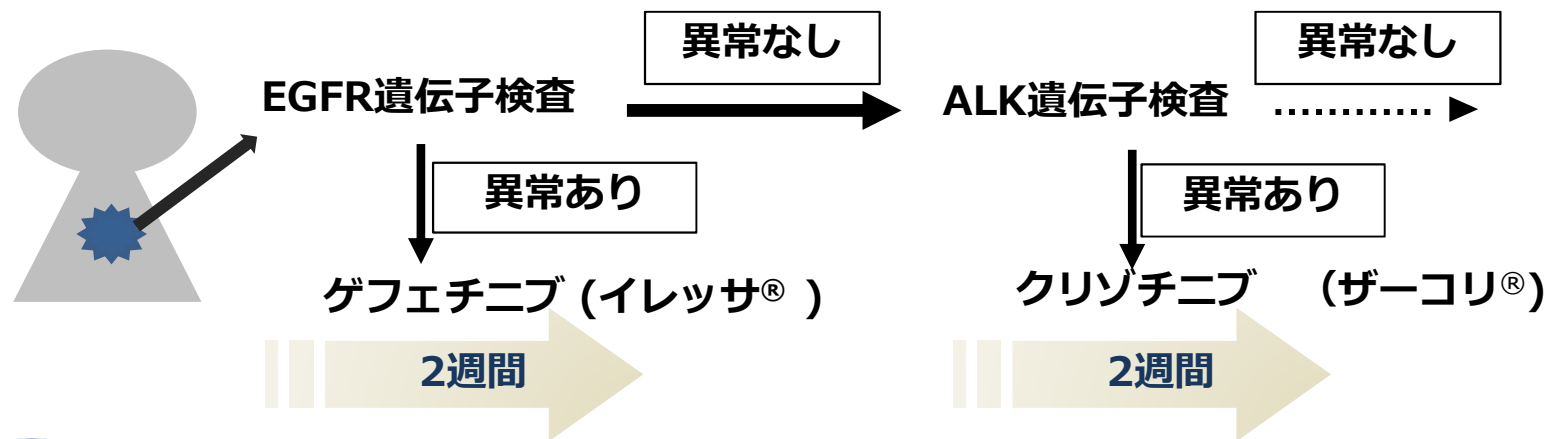 異常なし
異常なし
EGFR遺伝子検査
ALK遺伝子検査
異常あり
異常あり
ゲフェチニブ (イレッサ® )
クリゾチニブ （ザーコリ®)
2週間
2週間